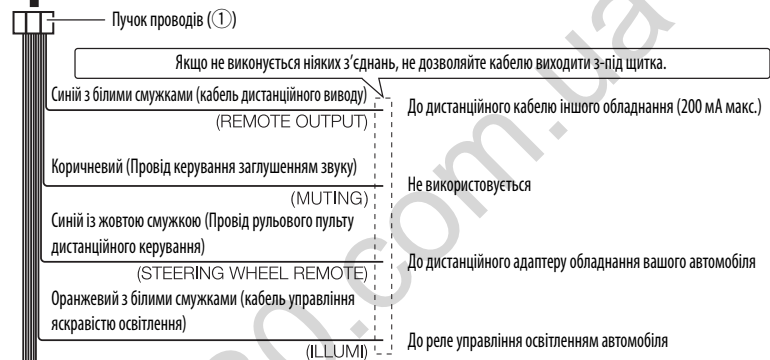 Пучок проводів (①)
Якщо не виконується ніяких з’єднань, не дозволяйте кабелю виходити з-під щитка.
Синій з білими смужками (кабель дистанційного виводу)
(REMOTE OUTPUT)
До дистанційного кабелю іншого обладнання (200 мА макс.)
Коричневий (Провід керування заглушенням звуку)
(MUTING)
Не використовується
Синій із жовтою смужкою (Провід рульового пульту
дистанційного керування)
(STEERING WHEEL REMOTE)
До дистанційного адаптеру обладнання вашого автомобіля
Оранжевий з білими смужками (кабель управління
яскравістю освітлення)
(ILLUMI)
До реле управління освітленням автомобіля
.com.ua